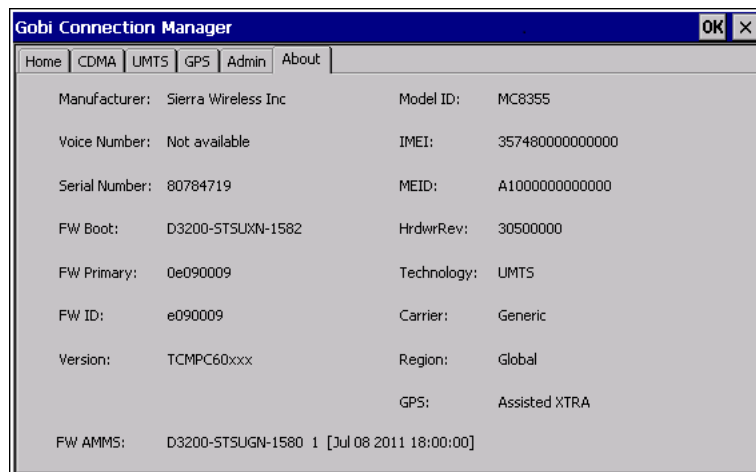 Gobi Connection Manager OK ×
Home CDMA UMTS GPS Admin About
Manufacturer: Sierra Wireless Inc Model ID: MC8355
Voice Number: Not available IMEI: 357480000000000
Serial Number: 80784719 MEID: A1000000000000
FW Boot: D3200-STSUXN-1582 HrdwrRev: 30500000
FW Primary: 0e090009 Technology: UMTS
FW ID: e090009 Carrier: Generic
Version: TCMPC60xxx Region: Global
GPS: Assisted XTRA
FW AMMS: D3200-STSUGN-1580 1 [Jul 08 2011 18:00:00]